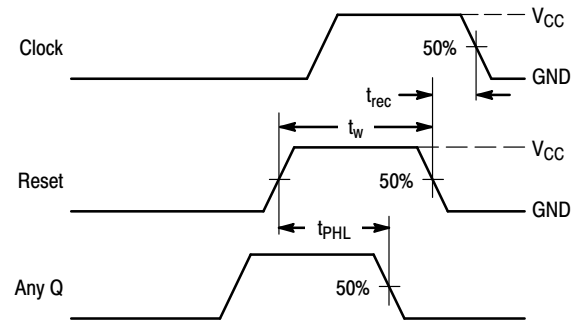 V_CC
Clock
50%
GND
t_rec
t_w
V_CC
Reset
50%
GND
t_PHL
Any Q
50%